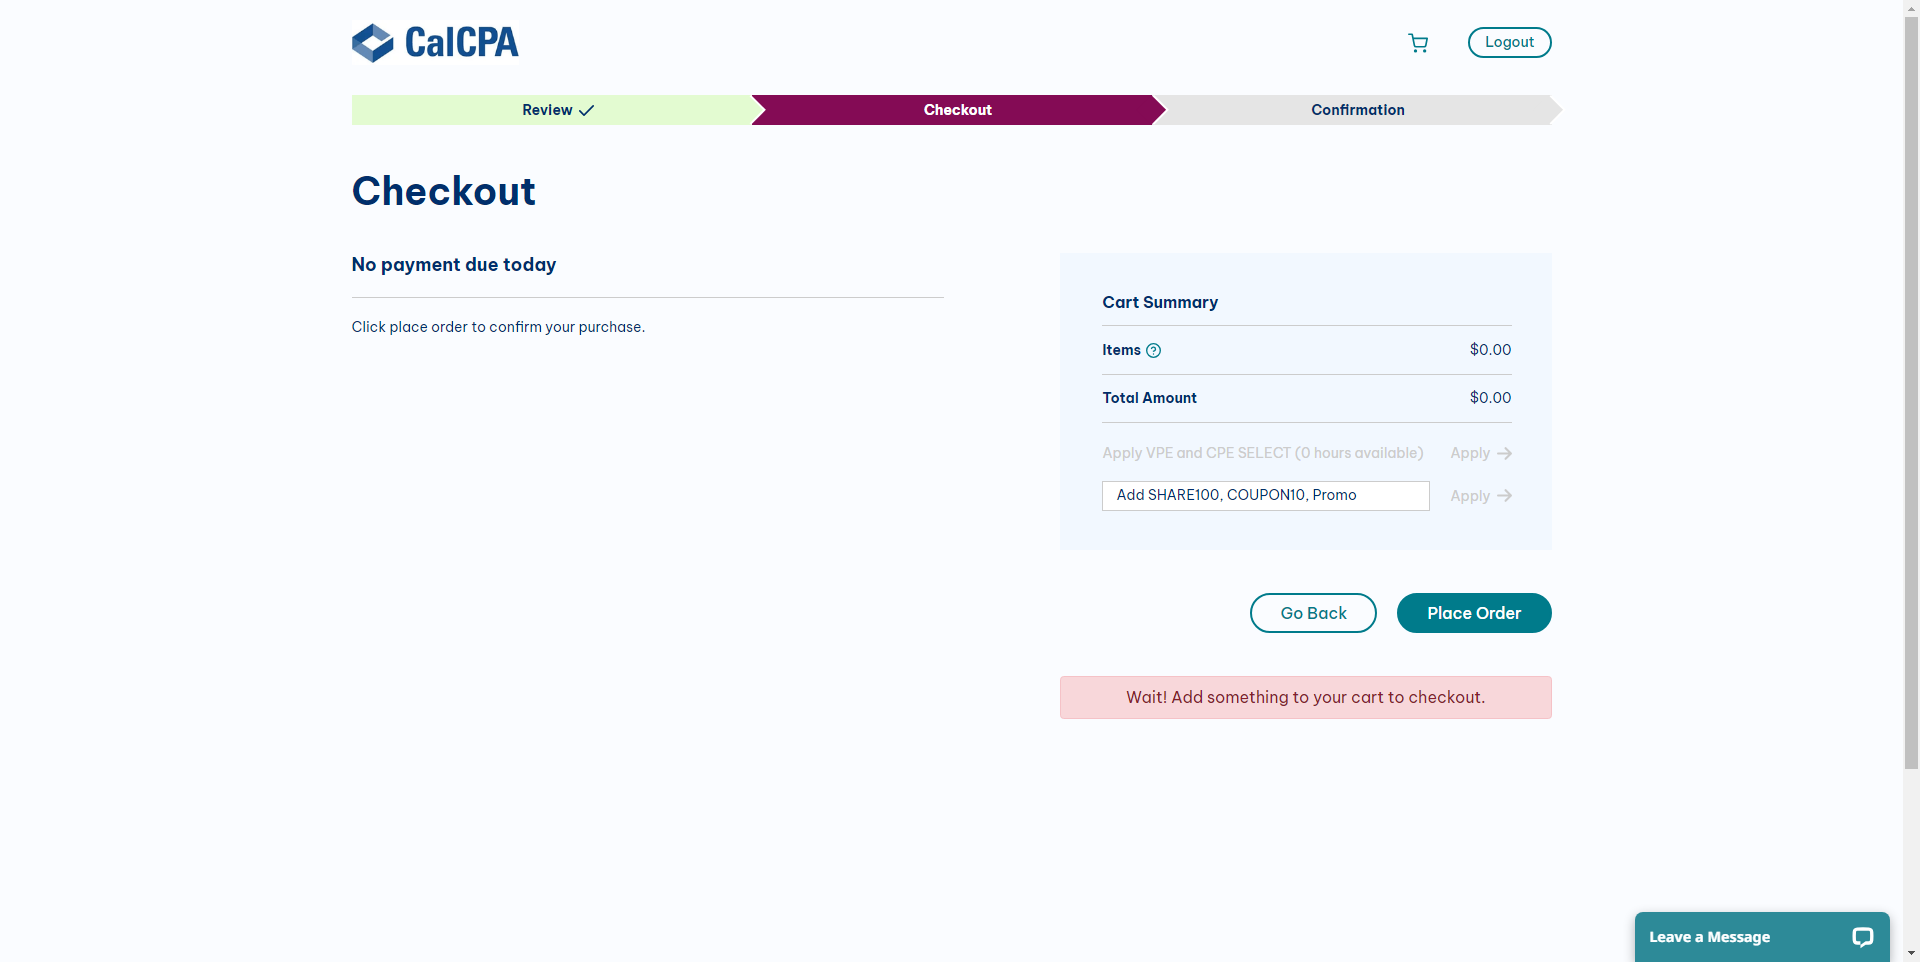 CalCPA
Logout
Review
Checkout
Confirmation
Checkout
No payment due today
Click place order to confirm your purchase.
Cart Summary
Items ? $0.00
Total Amount $0.00
Apply VPE and CPE SELECT (0 hours available) Apply
Add SHARE100, COUPON10, Promo Apply
Go Back
Place Order
Wait! Add something to your cart to checkout.
Leave a Message